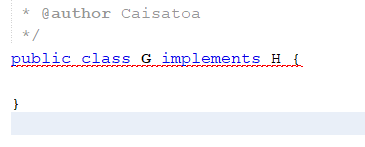 * @author Caisatoa
*/
public class G implements H {
}